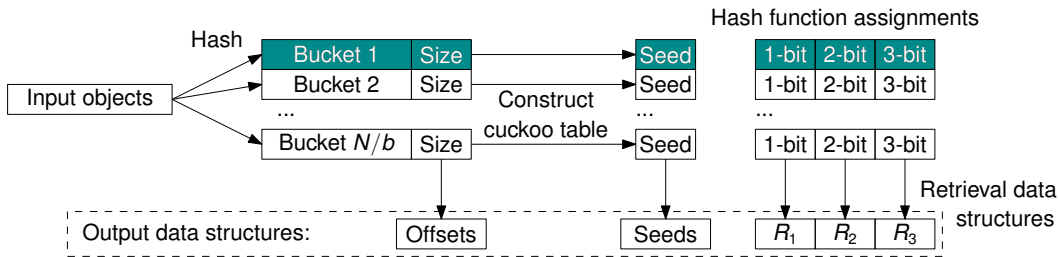 Hash function assignments
Hash
Bucket 1 Size Seed 1-bit 2-bit 3-bit
Bucket 2 Size Seed 1-bit 2-bit 3-bit
Input objects
... Construct ... ...
cuckoo table
Bucket N/b Size Seed 1-bit 2-bit 3-bit
Retrieval data
structures
Output data structures: Offsets Seeds R1 R2 R3